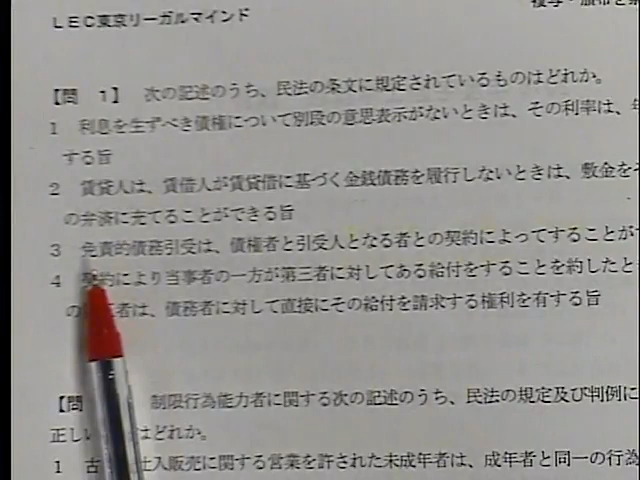 LEC東京リーガルマインド
複写・頒布を
【問 1】 次の記述のうち、民法の条文に規定されているものはどれか。
1 利息を生ずべき債権について別段の意思表示がないときは、その利率は、年
する旨
2 賃貸人は、賃借人が賃貸借に基づく金銭債務を履行しないときは、敷金を
の弁済に充てることができる旨
3 免責的債務引受は、債権者と引受人となる者との契約によってすることが
4 契約により当事者の一方が第三者に対してある給付をすることを約したと
の 者は、債務者に対して直接にその給付を請求する権利を有する旨
【問 制限行為能力者に関する次の記述のうち、民法の規定及び判例に
正し はどれか。
1 古 仕入販売に関する営業を許された未成年者は、成年者と同一の行為